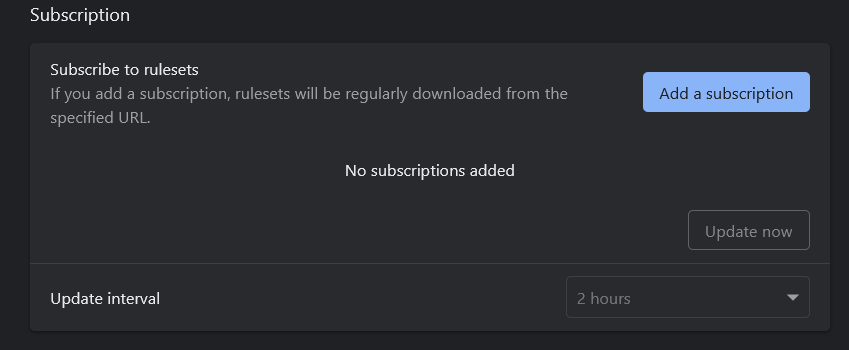 Subscription
Subscribe to rulesets
If you add a subscription, rulesets will be regularly downloaded from the
specified URL.
Add a subscription
No subscriptions added
Update now
Update interval
2 hours